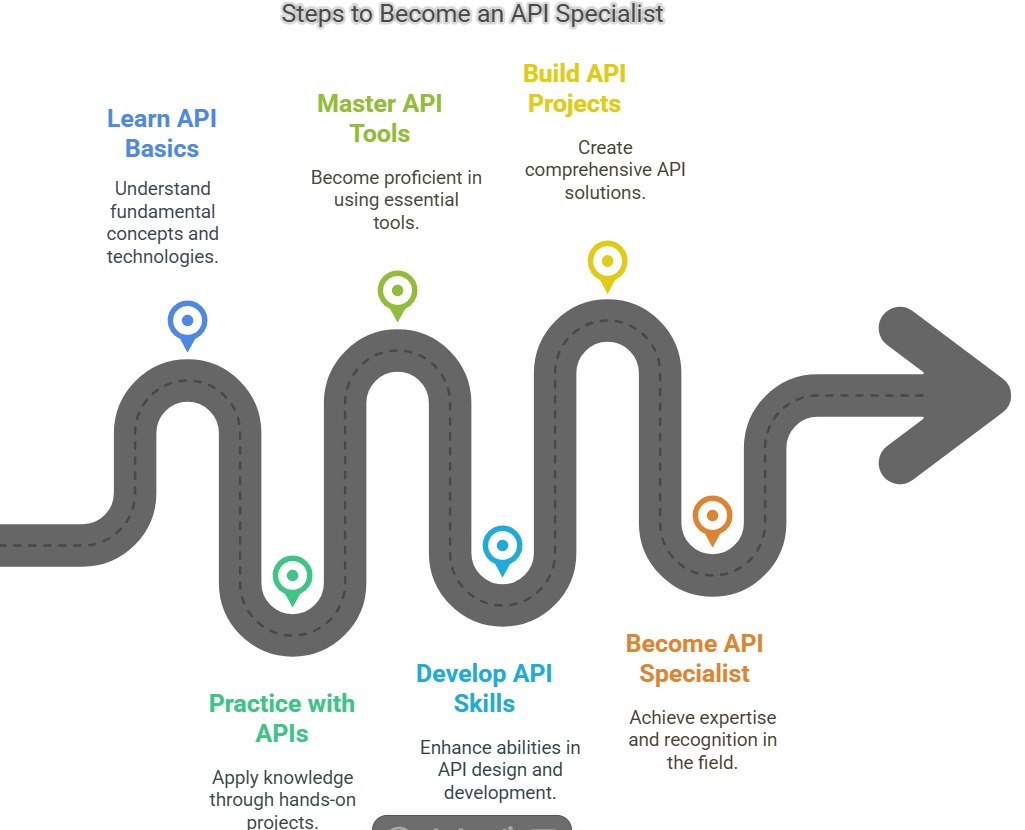 Steps to Become an API Specialist
Learn API
Basics
Understand
fundamental
concepts and
technologies.
Practice with
APIs
Apply knowledge
through hands-on
projects.
Master API
Tools
Become proficient in
using essential
tools.
Develop API
Skills
Enhance abilities in
API design and
development.
Build API
Projects
Create
comprehensive API
solutions.
Become API
Specialist
Achieve expertise
and recognition in
the field.